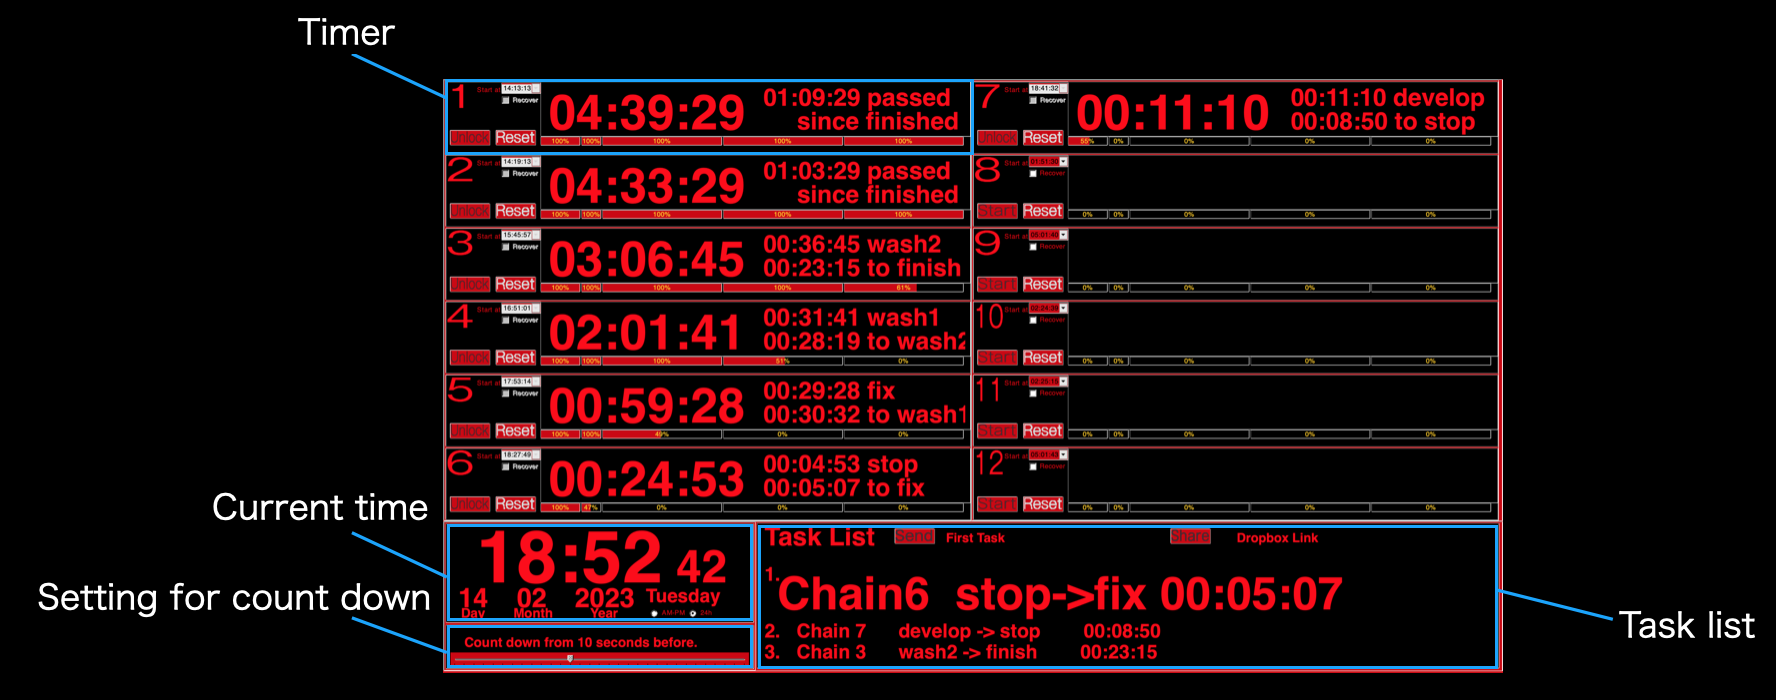 Timer
1 Start at 14:13:13
Recover
Unlock Reset
04:39:29
01:09:29 passed
since finished
100% 100% 100% 100% 100%
2 Start at 14:19:13
Recover
Unlock Reset
04:33:29
01:03:29 passed
since finished
100% 100% 100% 100% 100%
3 Start at 15:45:57
Recover
Unlock Reset
03:06:45
00:36:45 wash2
00:23:15 to finish
100% 100% 100% 100% 61%
4 Start at 16:51:01
Recover
Unlock Reset
02:01:41
00:31:41 wash1
00:28:19 to wash2
100% 100% 100% 51% 0%
5 Start at 17:53:14
Recover
Unlock Reset
00:59:28
00:29:28 fix
00:30:32 to wash1
100% 100% 49% 0% 0%
6 Start at 18:27:49
Recover
Unlock Reset
00:24:53
00:04:53 stop
00:05:07 to fix
100% 47% 0% 0% 0%
7 Start at 18:41:32
Recover
Unlock Reset
00:11:10
00:11:10 develop
00:08:50 to stop
55% 0% 0% 0% 0%
8 Start at
Recover
Start Reset
0% 0% 0% 0% 0%
9 Start at
Recover
Start Reset
0% 0% 0% 0% 0%
10 Start at
Recover
Start Reset
0% 0% 0% 0% 0%
11 Start at
Recover
Start Reset
0% 0% 0% 0% 0%
12 Start at
Recover
Start Reset
0% 0% 0% 0% 0%
Current time
18:52 42
14 02 2023 Tuesday
Day Month Year AM-PM 24h
Setting for count down
Count down from 10 seconds before.
Task List Send First Task Share Dropbox Link
1. Chain6 stop->fix 00:05:07
2. Chain 7 develop -> stop 00:08:50
3. Chain 3 wash2 -> finish 00:23:15
Task list